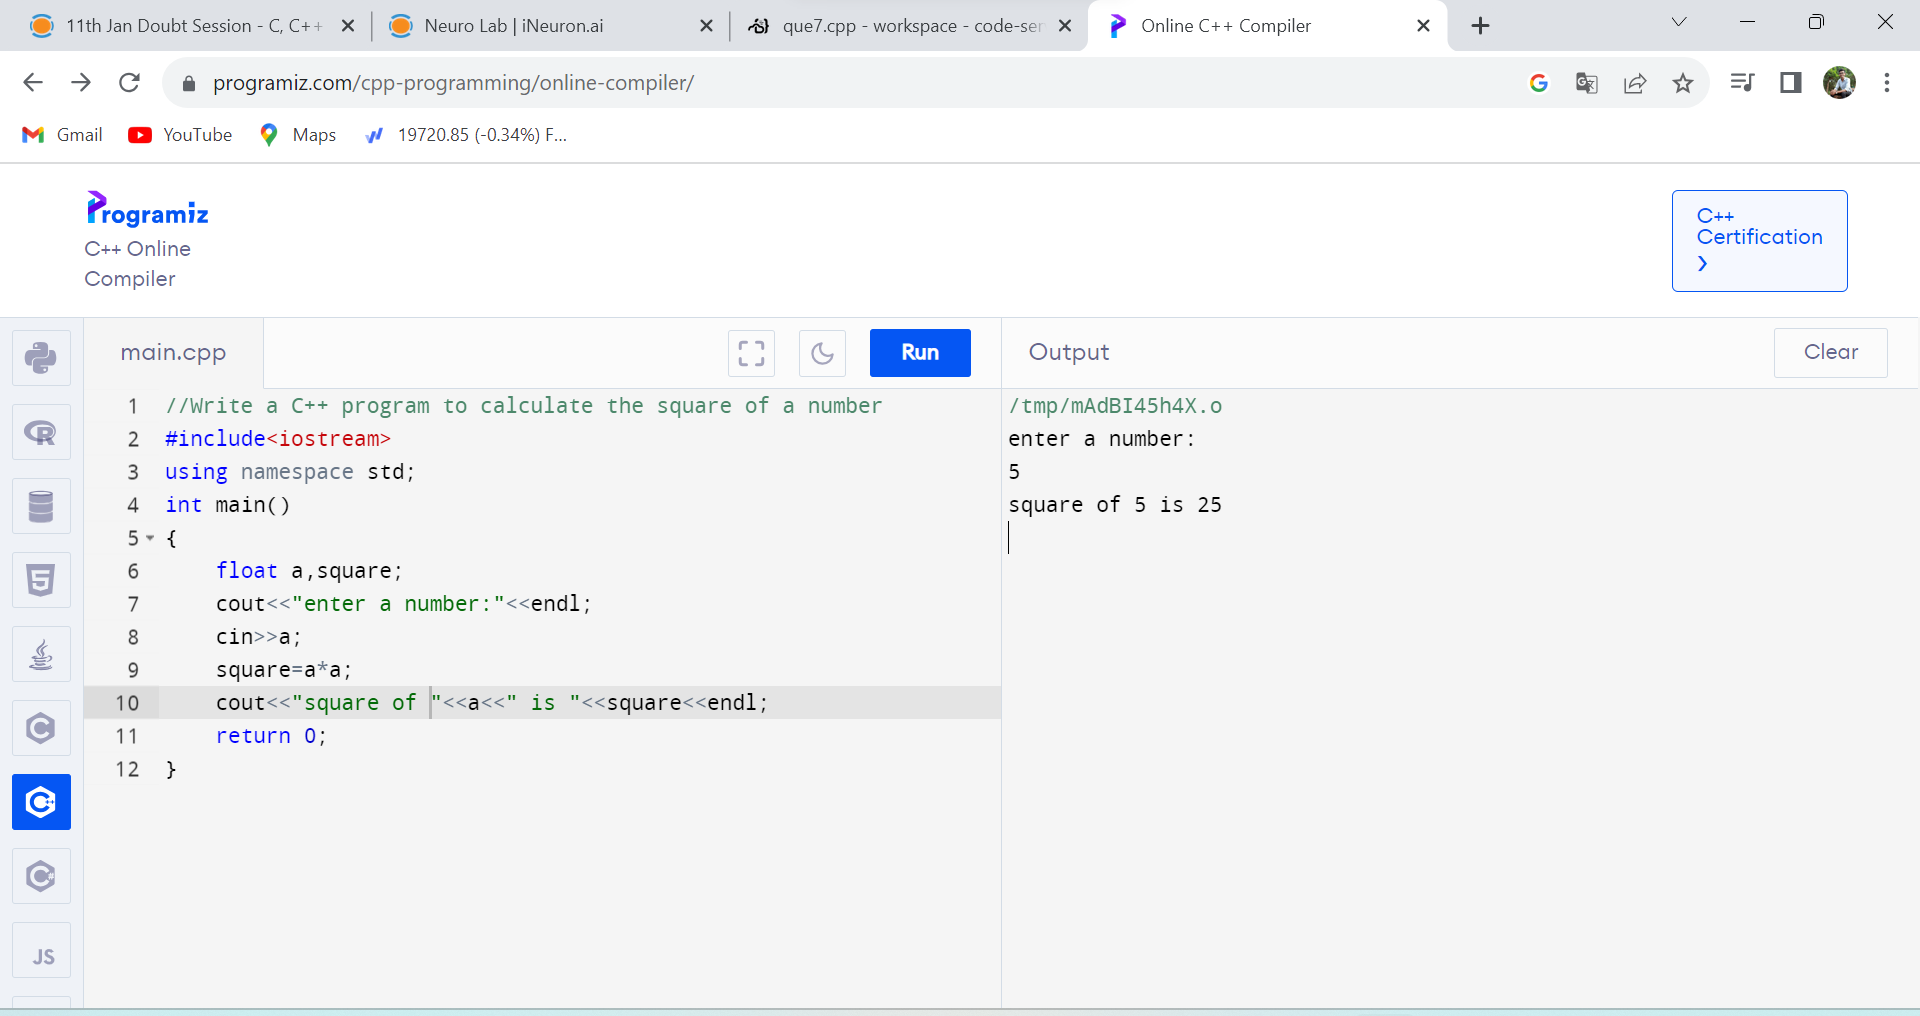 11th Jan Doubt Session - C, C++
Neuro Lab | iNeuron.ai
que7.cpp - workspace - code-ser
Online C++ Compiler
programiz.com/cpp-programming/online-compiler/
Gmail
YouTube
Maps
19720.85 (-0.34%) F...
Programiz
C++ Online
Compiler
C++
Certification
main.cpp
Run
Output
Clear
1 //Write a C++ program to calculate the square of a number
2 #include<iostream>
3 using namespace std;
4 int main()
5 {
6 float a,square;
7 cout<<"enter a number:"<<endl;
8 cin>>a;
9 square=a*a;
10 cout<<"square of "<<a<<" is "<<square<<endl;
11 return 0;
12 }
/tmp/mAdBI45h4X.o
enter a number:
5
square of 5 is 25
R
5
C
C++
C#
JS